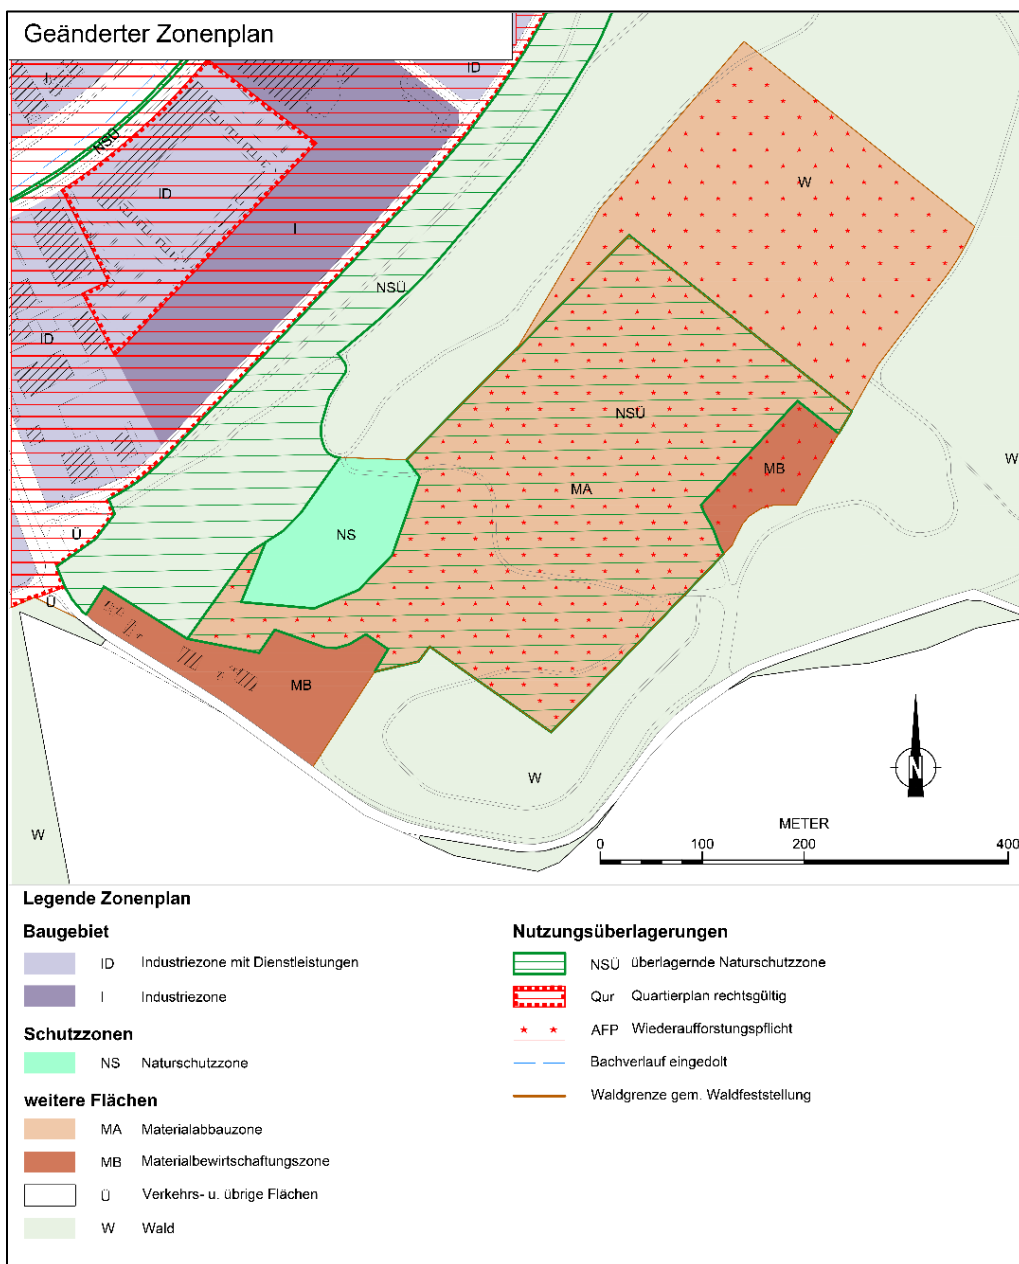 Geänderter Zonenplan
ID
I
NSÜ
W
ID
I
NSÜ
ID
NSÜ
W
MB
MA
NS
Ü
Ü
MB
W
W
N
METER
0 100 200 400
Legende Zonenplan
Baugebiet
ID Industriezone mit Dienstleistungen
I Industriezone
Schutzzonen
NS Naturschutzzone
weitere Flächen
MA Materialabbauzone
MB Materialbewirtschaftungszone
Ü Verkehrs- u. übrige Flächen
W Wald
Nutzungsüberlagerungen
NSÜ überlagernde Naturschutzzone
Qur Quartierplan rechtsgültig
AFP Wiederaufforstungspflicht
Bachverlauf eingedolt
Waldgrenze gem. Waldfeststellung